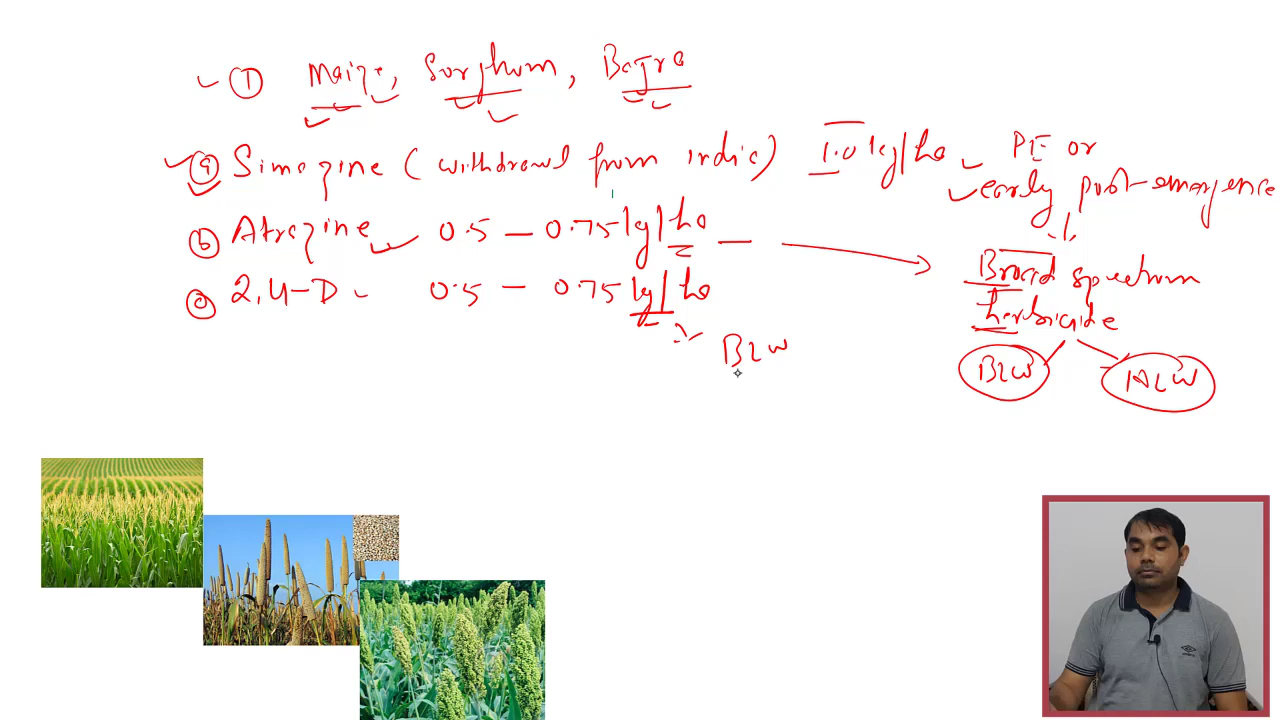 ① Maize, Sorghum, Bajra
ⓐ Simazine (withdrawl from india) 1.0 kg/ha PE or
early post-emergence
ⓑ Atrazine 0.5 — 0.75 kg/ha —
Broad spectrum
ⓒ 2,4-D - 0.5 — 0.75 kg/ha
herbicide
BLW
BLW NLW